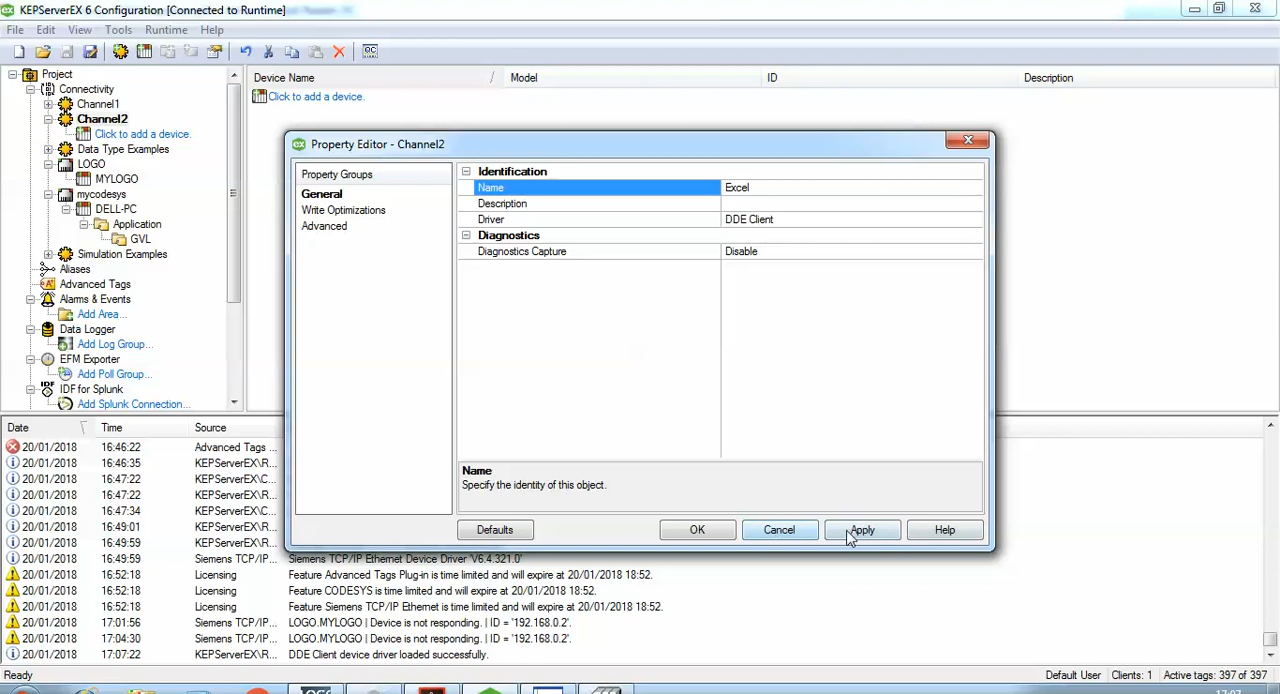 KEPServerEX 6 Configuration [Connected to Runtime]
File Edit View Tools Runtime Help
Project
Connectivity
Channel1
Channel2
Click to add a device.
Data Type Examples
LOGO
MYLOGO
mycodesys
DELL-PC
Application
GVL
Simulation Examples
Aliases
Advanced Tags
Alarms & Events
Add Area...
Data Logger
Add Log Group...
EFM Exporter
Add Poll Group...
IDF for Splunk
Add Splunk Connection...
Device Name / Model ID Description
Click to add a device.
Property Editor - Channel2
Property Groups
General
Write Optimizations
Advanced
Identification
Name Excel
Description
Driver DDE Client
Diagnostics
Diagnostics Capture Disable
Name
Specify the identity of this object.
Defaults OK Cancel Apply Help
Date Time Source
20/01/2018 16:46:22 Advanced Tags ...
20/01/2018 16:46:35 KEPServerEX\R...
20/01/2018 16:47:22 KEPServerEX\C...
20/01/2018 16:47:22 KEPServerEX\R...
20/01/2018 16:47:34 KEPServerEX\C...
20/01/2018 16:49:01 KEPServerEX\R...
20/01/2018 16:49:59 KEPServerEX\R...
20/01/2018 16:49:59 Siemens TCP/IP... Siemens TCP/IP Ethernet Device Driver 'V6.4.321.0'
20/01/2018 16:52:18 Licensing Feature Advanced Tags Plug-in is time limited and will expire at 20/01/2018 18:52.
20/01/2018 16:52:18 Licensing Feature CODESYS is time limited and will expire at 20/01/2018 18:52.
20/01/2018 16:52:18 Licensing Feature Siemens TCP/IP Ethernet is time limited and will expire at 20/01/2018 18:52.
20/01/2018 17:01:56 Siemens TCP/IP... LOGO.MYLOGO | Device is not responding. | ID = '192.168.0.2'.
20/01/2018 17:04:30 Siemens TCP/IP... LOGO.MYLOGO | Device is not responding. | ID = '192.168.0.2'.
20/01/2018 17:07:22 KEPServerEX\R... DDE Client device driver loaded successfully.
Ready Default User Clients: 1 Active tags: 397 of 397